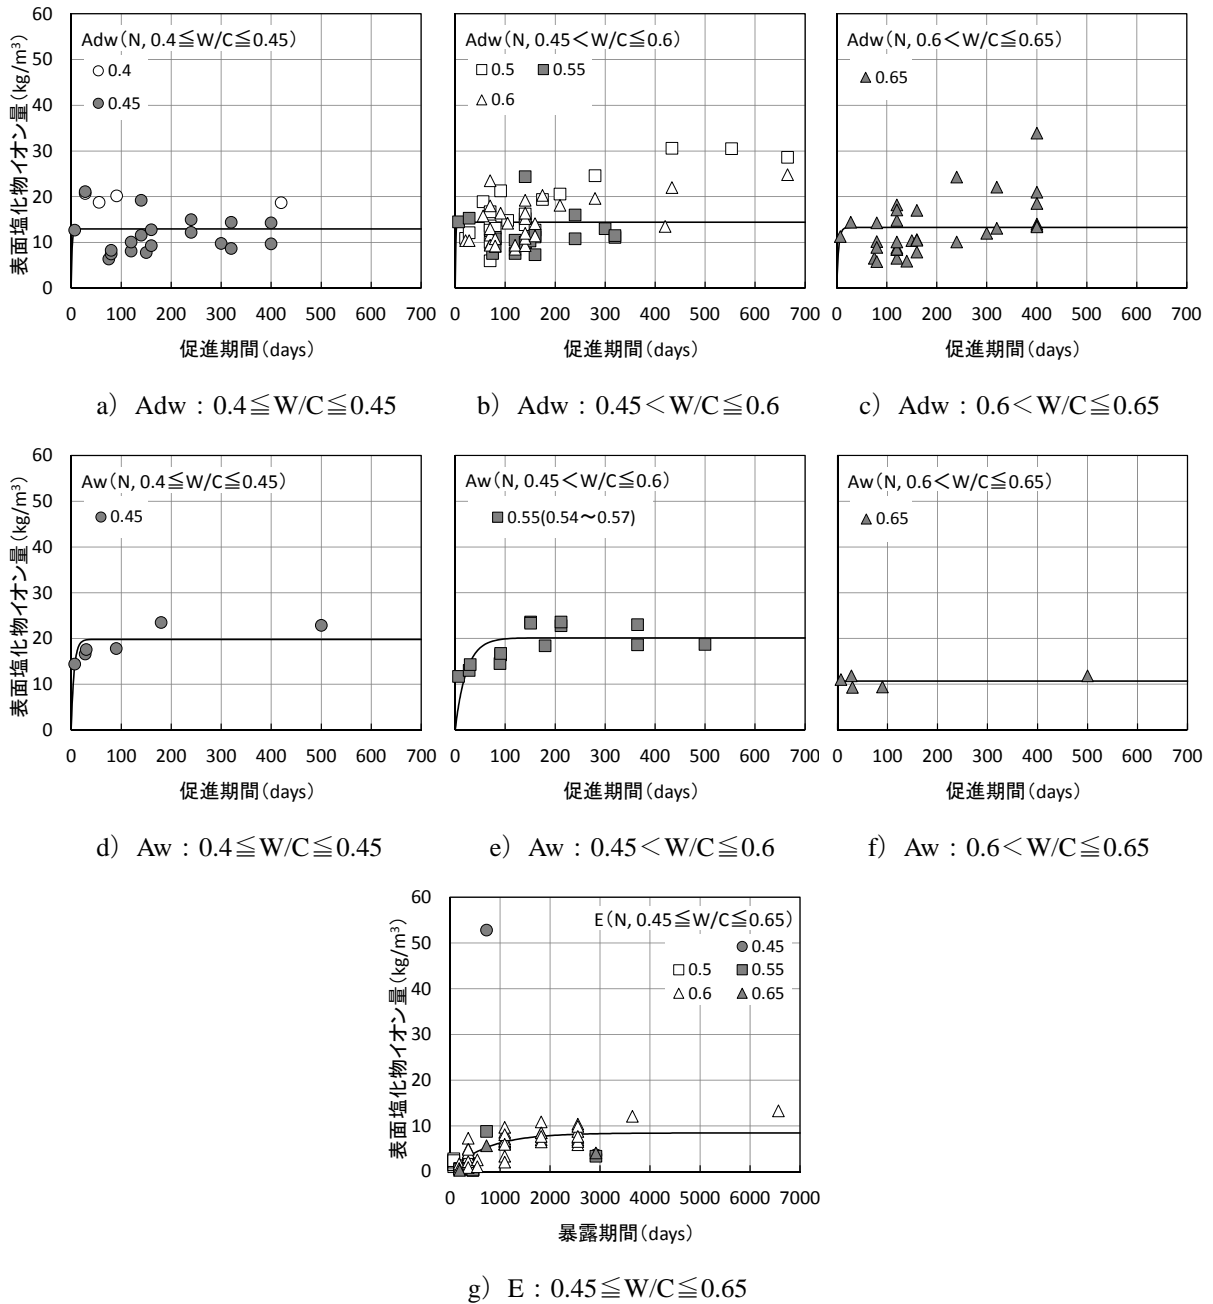 表面塩化物イオン量(kg/m³)
60
50
40
30
20
10
0
Adw(N, 0.4≦W/C≦0.45)
0.4
0.45
0 100 200 300 400 500 600 700
促進期間(days)
a) Adw：0.4≦W/C≦0.45
Adw(N, 0.45＜W/C≦0.6)
0.5 0.55
0.6
0 100 200 300 400 500 600 700
促進期間(days)
b) Adw：0.45＜W/C≦0.6
Adw(N, 0.6＜W/C≦0.65)
0.65
0 100 200 300 400 500 600 700
促進期間(days)
c) Adw：0.6＜W/C≦0.65
表面塩化物イオン量(kg/m³)
60
50
40
30
20
10
0
Aw(N, 0.4≦W/C≦0.45)
0.45
0 100 200 300 400 500 600 700
促進期間(days)
d) Aw：0.4≦W/C≦0.45
Aw(N, 0.45＜W/C≦0.6)
0.55(0.54～0.57)
0 100 200 300 400 500 600 700
促進期間(days)
e) Aw：0.45＜W/C≦0.6
Aw(N, 0.6＜W/C≦0.65)
0.65
0 100 200 300 400 500 600 700
促進期間(days)
f) Aw：0.6＜W/C≦0.65
表面塩化物イオン量(kg/m³)
60
50
40
30
20
10
0
E(N, 0.45≦W/C≦0.65)
0.45
0.5 0.55
0.6 0.65
0 1000 2000 3000 4000 5000 6000 7000
暴露期間(days)
g) E：0.45≦W/C≦0.65